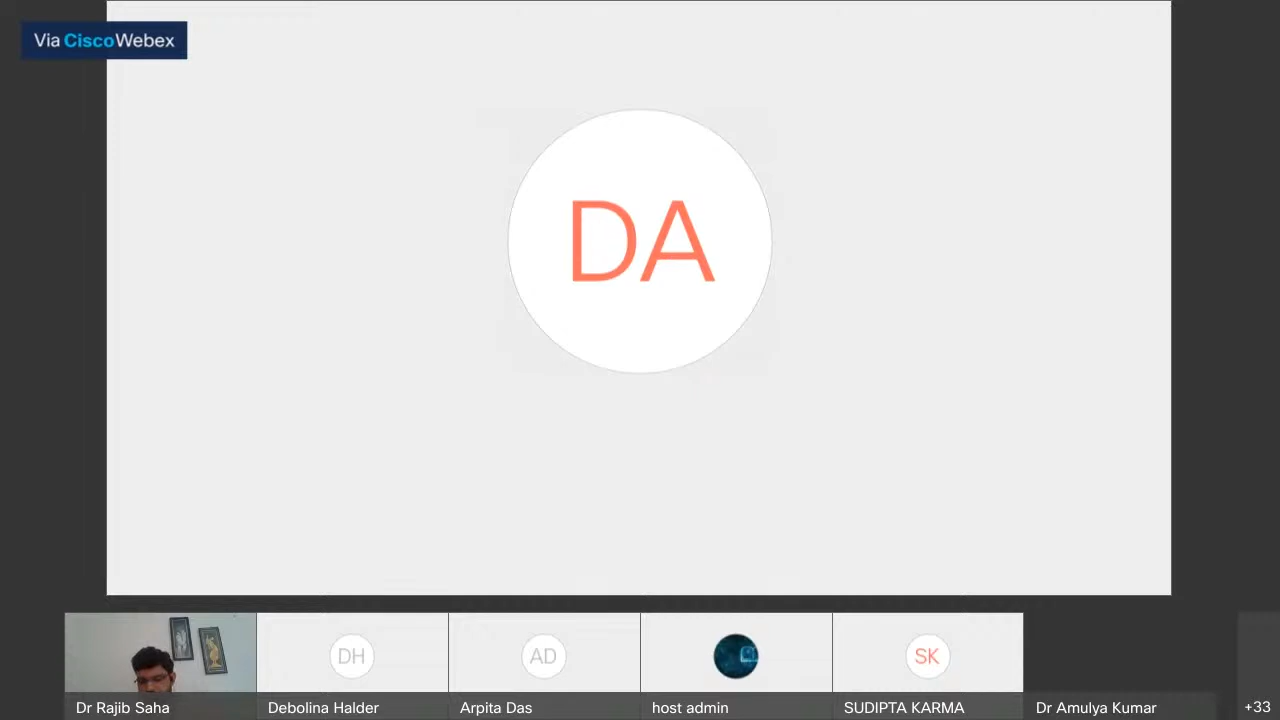 Via CiscoWebex
DA
DH
AD
SK
Dr Rajib Saha
Debolina Halder
Arpita Das
host admin
SUDIPTA KARMA
Dr Amulya Kumar
+33